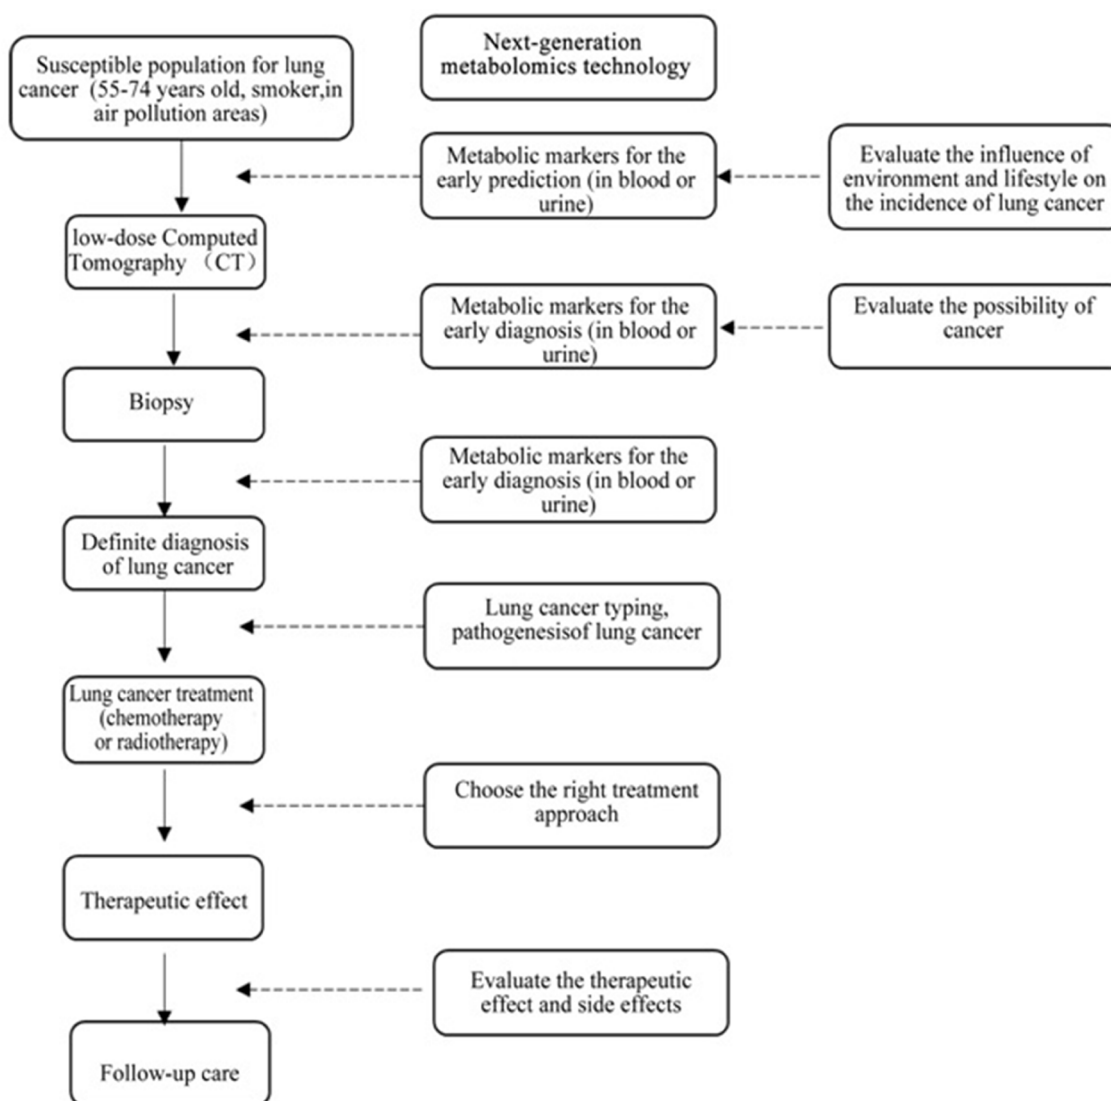 Susceptible population for lung
cancer (55-74 years old, smoker,in
air pollution areas)
Next-generation
metabolomics technology
Metabolic markers for the
early prediction (in blood or
urine)
Evaluate the influence of
environment and lifestyle on
the incidence of lung cancer
low-dose Computed
Tomography （CT）
Metabolic markers for the
early diagnosis (in blood or
urine)
Evaluate the possibility of
cancer
Biopsy
Metabolic markers for the
early diagnosis (in blood or
urine)
Definite diagnosis
of lung cancer
Lung cancer typing,
pathogenesisof lung cancer
Lung cancer treatment
(chemotherapy
or radiotherapy)
Choose the right treatment
approach
Therapeutic effect
Evaluate the therapeutic
effect and side effects
Follow-up care